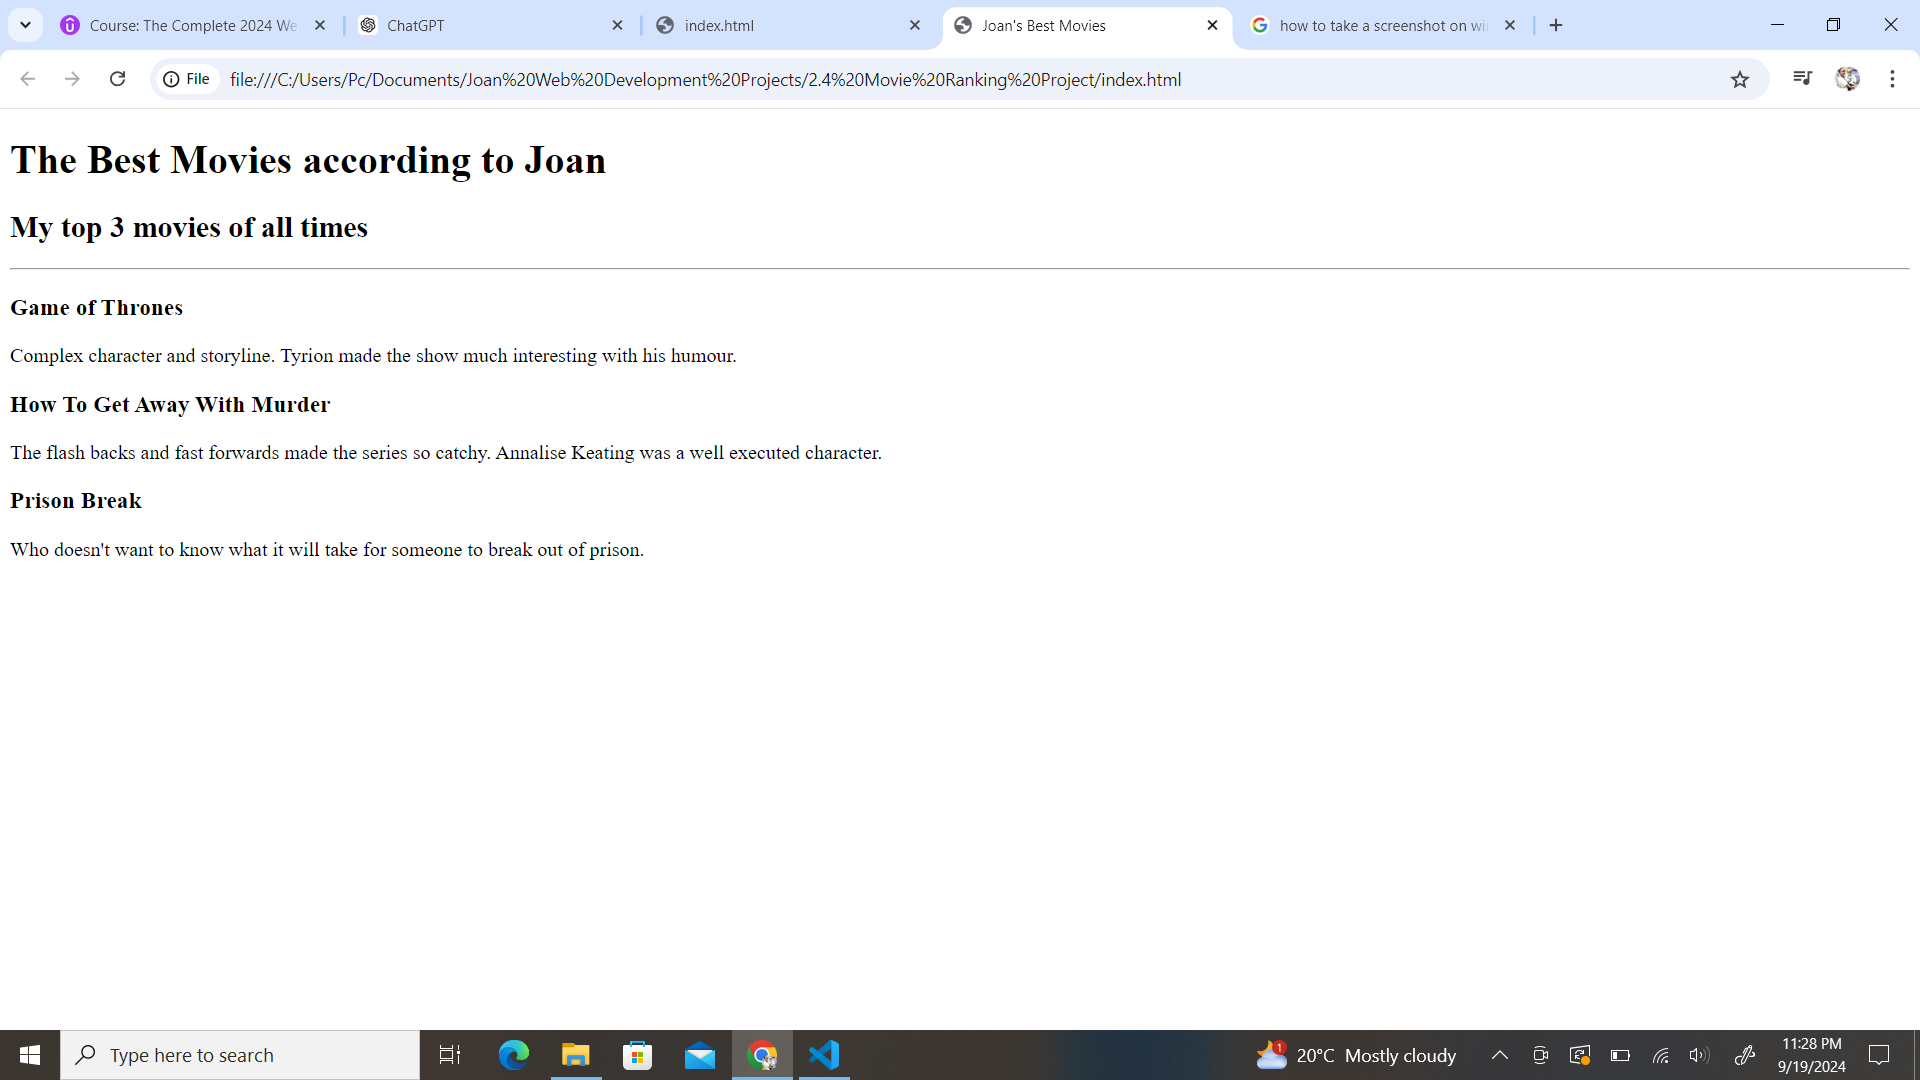 Course: The Complete 2024 We
ChatGPT
index.html
Joan's Best Movies
how to take a screenshot on wi
File
file:///C:/Users/Pc/Documents/Joan%20Web%20Development%20Projects/2.4%20Movie%20Ranking%20Project/index.html
The Best Movies according to Joan
My top 3 movies of all times
Game of Thrones
Complex character and storyline. Tyrion made the show much interesting with his humour.
How To Get Away With Murder
The flash backs and fast forwards made the series so catchy. Annalise Keating was a well executed character.
Prison Break
Who doesn't want to know what it will take for someone to break out of prison.
Type here to search
1
20°C Mostly cloudy
11:28 PM
9/19/2024